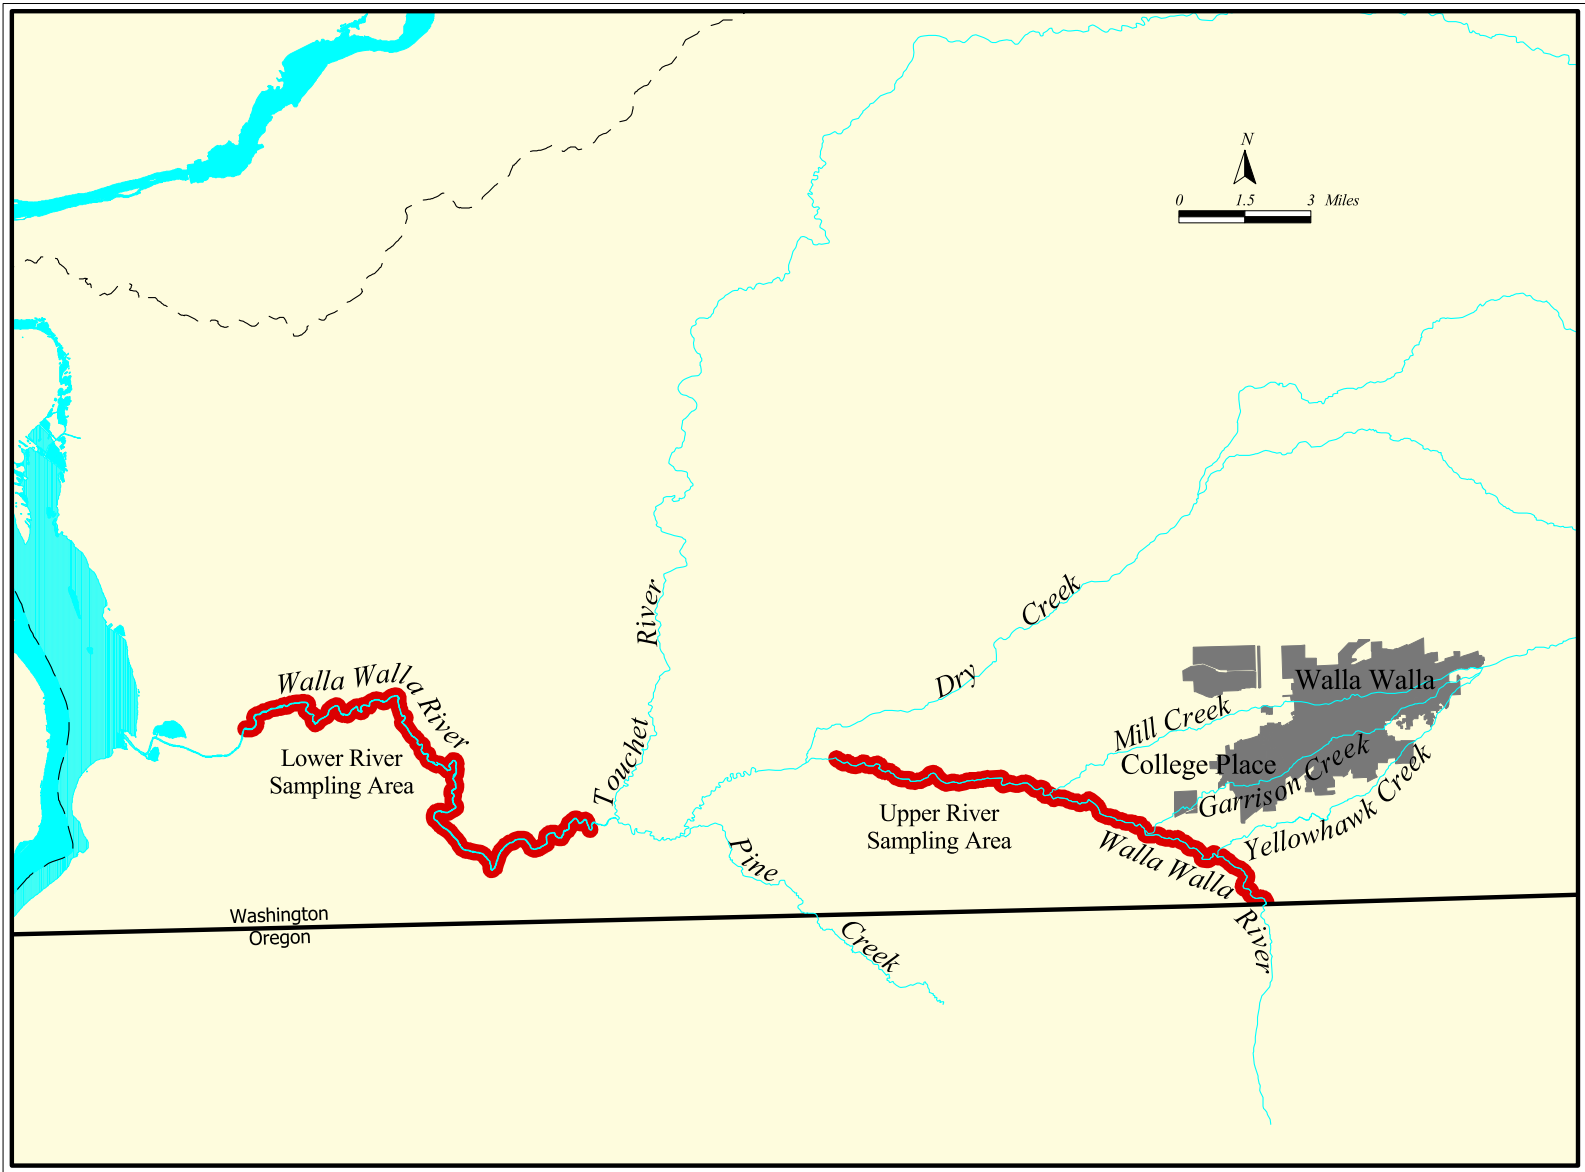 N
0 1.5 3 Miles
River
Touchet
Creek
Dry
Walla Walla
River
Lower River
Sampling Area
Walla Walla
Mill Creek
College Place
Garrison Creek
Yellowhawk Creek
Upper River
Sampling Area
Walla Walla
River
Pine
Creek
Washington
Oregon